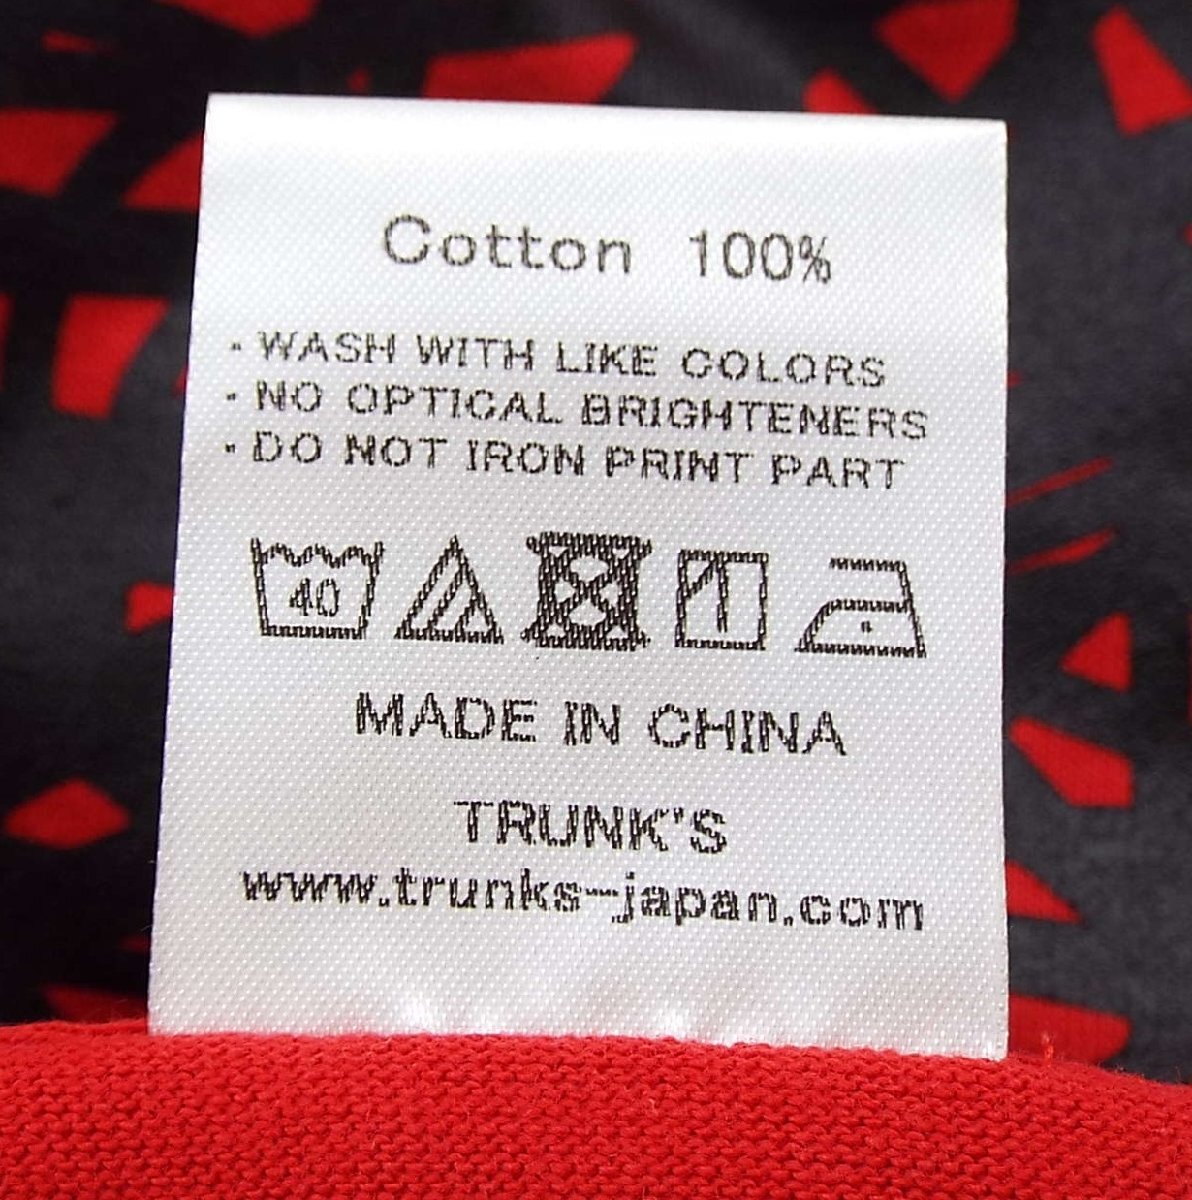 Cotton 100%
- WASH WITH LIKE COLORS
- NO OPTICAL BRIGHTENERS
- DO NOT IRON PRINT PART
40
MADE IN CHINA
TRUNK'S
www.trunks-japan.com